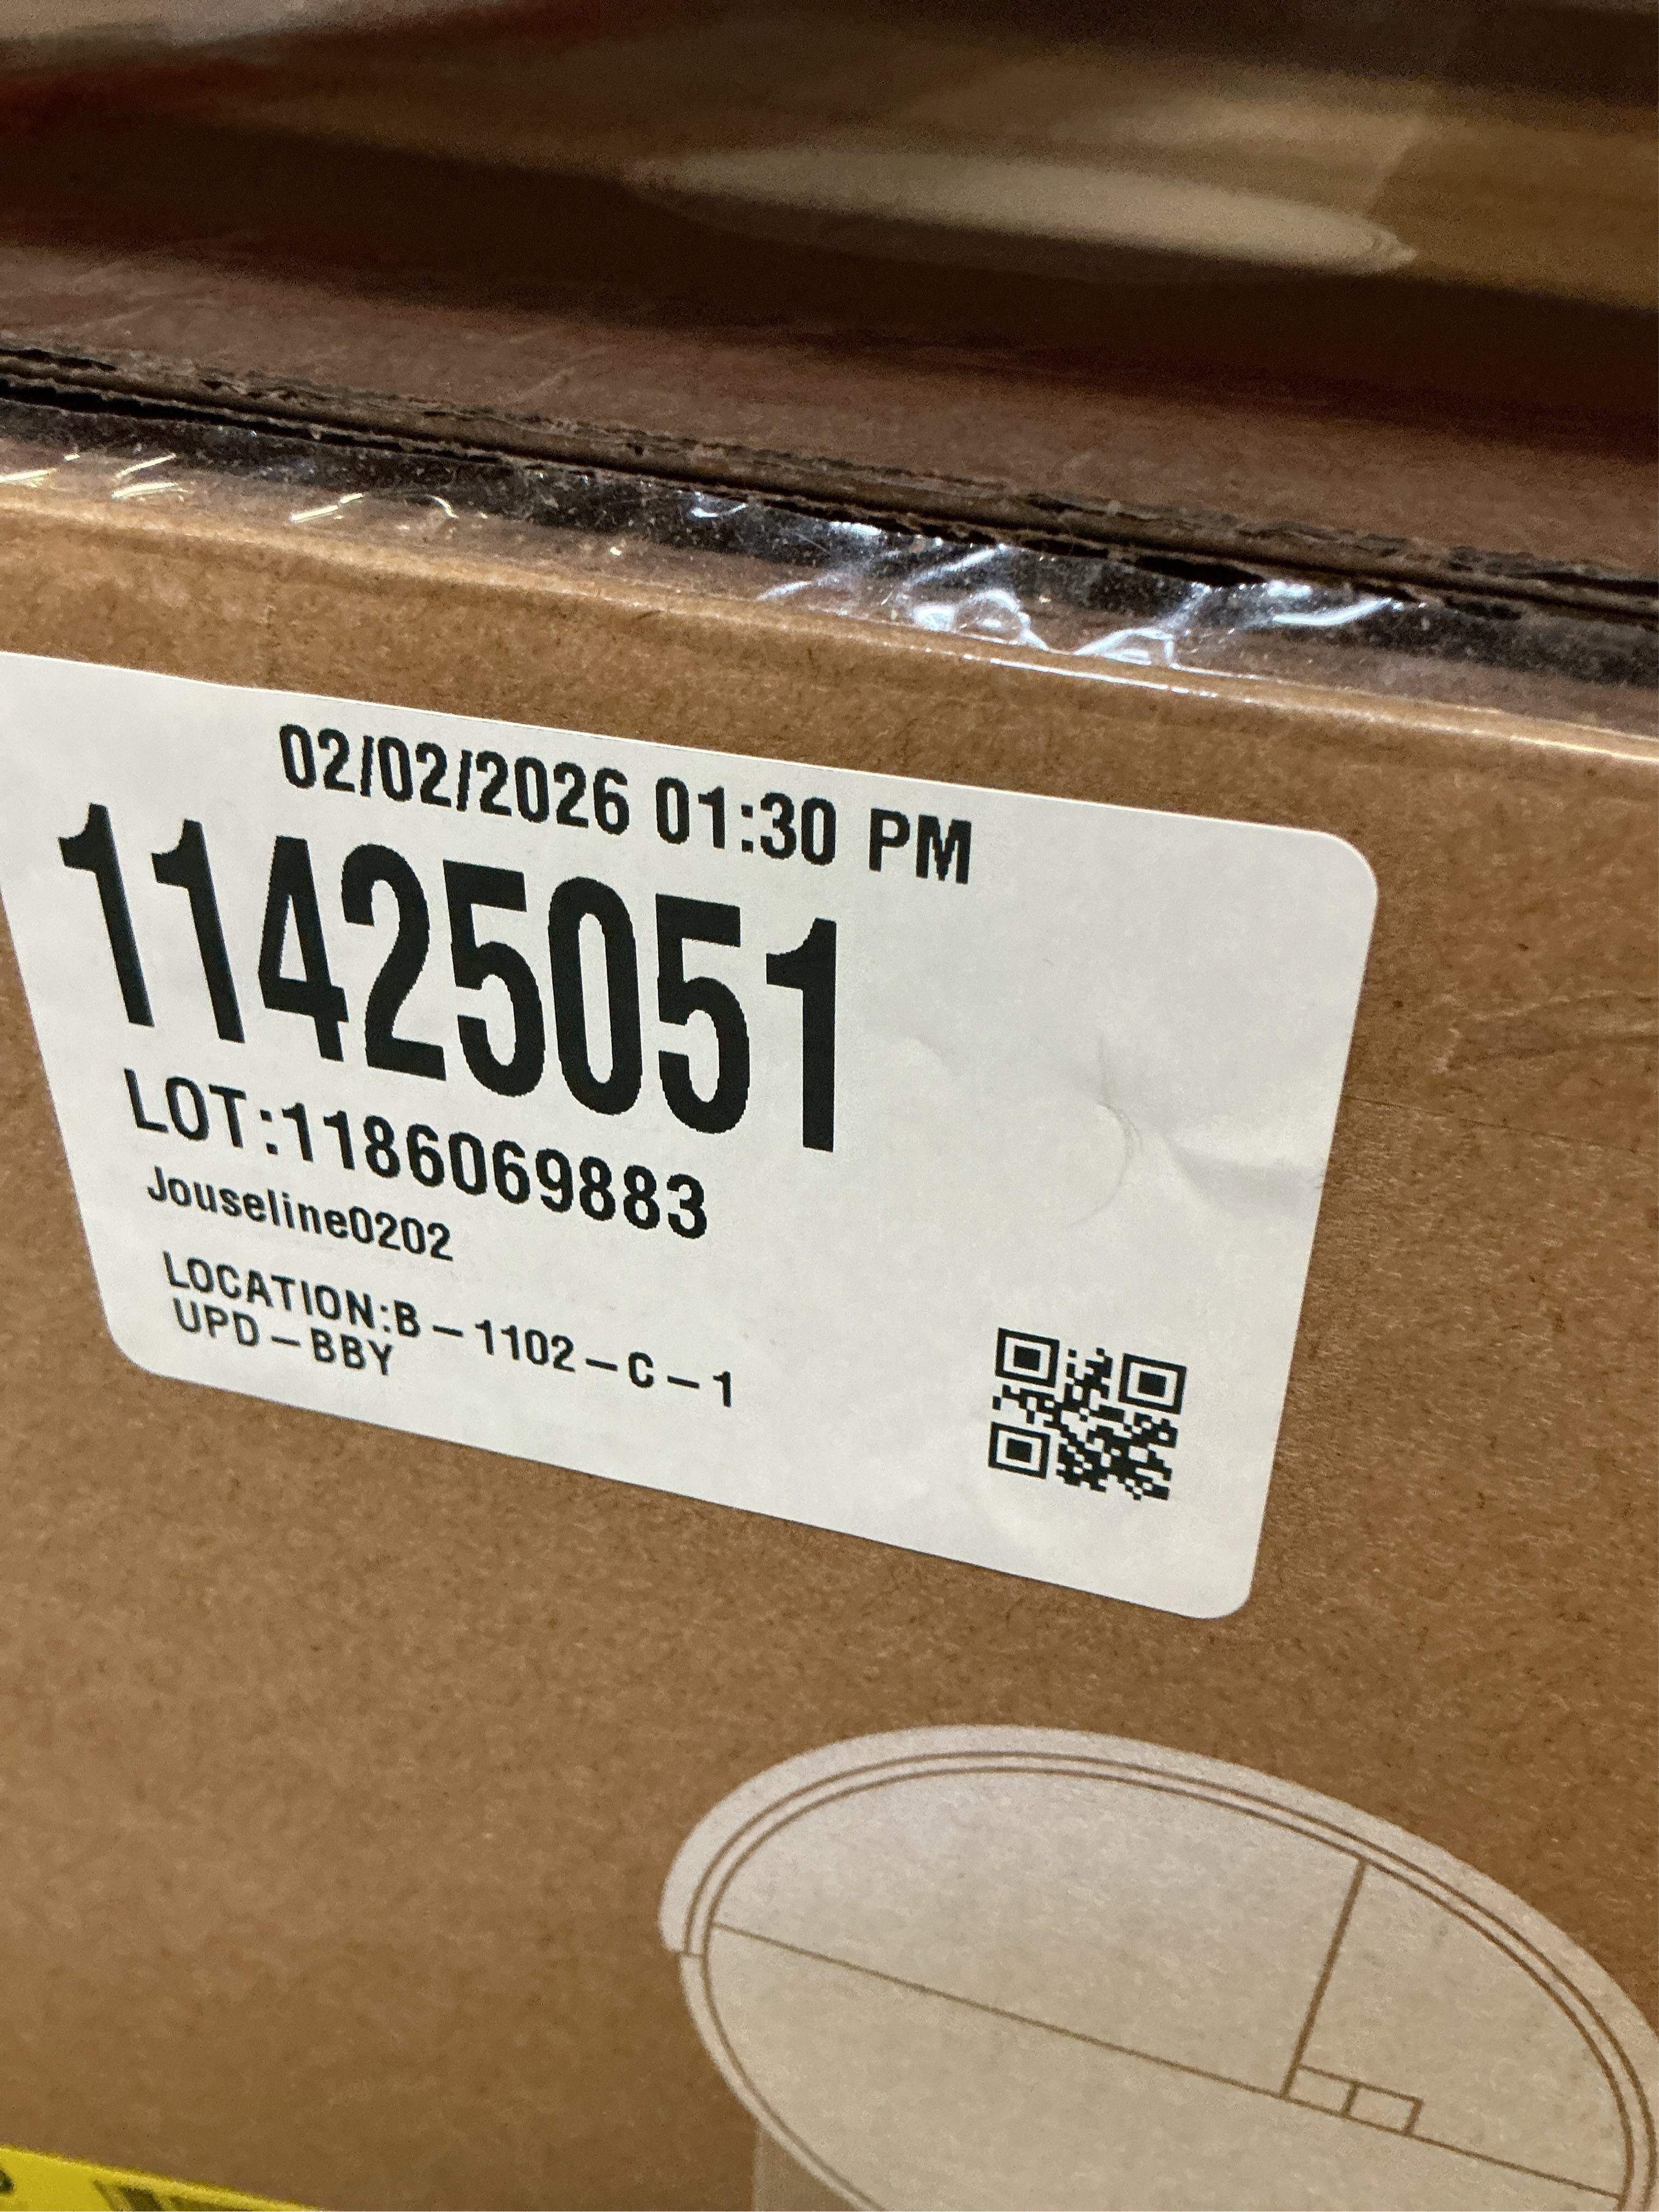 02/02/2026 01:30 PM
11425051
LOT:1186069883
Jouseline0202
LOCATION:B-1102-C-1
UPD-BBY